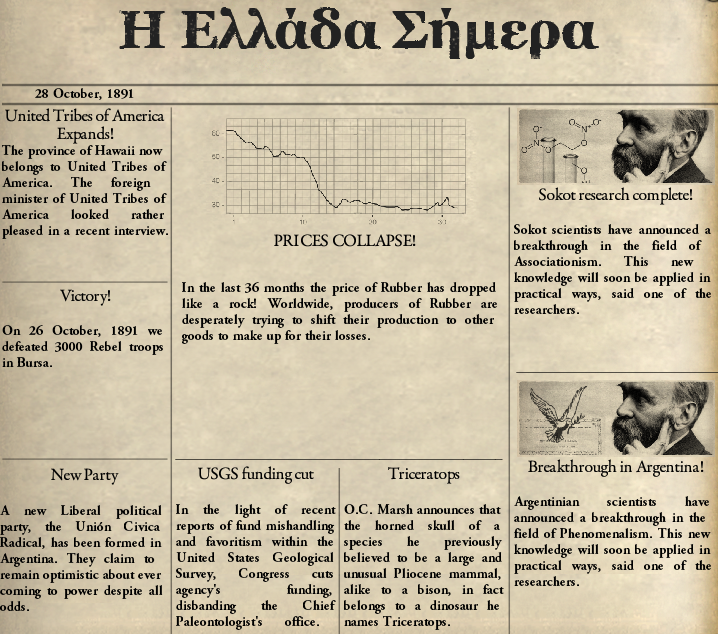 Η Ελλάδα Σήμερα
28 October, 1891
United Tribes of America
Expands!
The province of Hawaii now
belongs to United Tribes of
America. The foreign
minister of United Tribes of
America looked rather
pleased in a recent interview.
Victory!
On 26 October, 1891 we
defeated 3000 Rebel troops
in Bursa.
New Party
A new Liberal political
party, the Unión Civica
Radical, has been formed in
Argentina. They claim to
remain optimistic about ever
coming to power despite all
odds.
60
50
40
30
1
10
20
30
PRICES COLLAPSE!
In the last 36 months the price of Rubber has dropped
like a rock! Worldwide, producers of Rubber are
desperately trying to shift their production to other
goods to make up for their losses.
USGS funding cut
In the light of recent
reports of fund mishandling
and favoritism within the
United States Geological
Survey, Congress cuts
agency's funding,
disbanding the Chief
Paleontologist's office.
Triceratops
O.C. Marsh announces that
the horned skull of a
species he previously
believed to be a large and
unusual Pliocene mammal,
alike to a bison, in fact
belongs to a dinosaur he
names Triceratops.
Sokot research complete!
Sokot scientists have announced a
breakthrough in the field of
Associationism. This new
knowledge will soon be applied in
practical ways, said one of the
researchers.
Breakthrough in Argentina!
Argentinian scientists have
announced a breakthrough in the
field of Phenomenalism. This new
knowledge will soon be applied in
practical ways, said one of the
researchers.